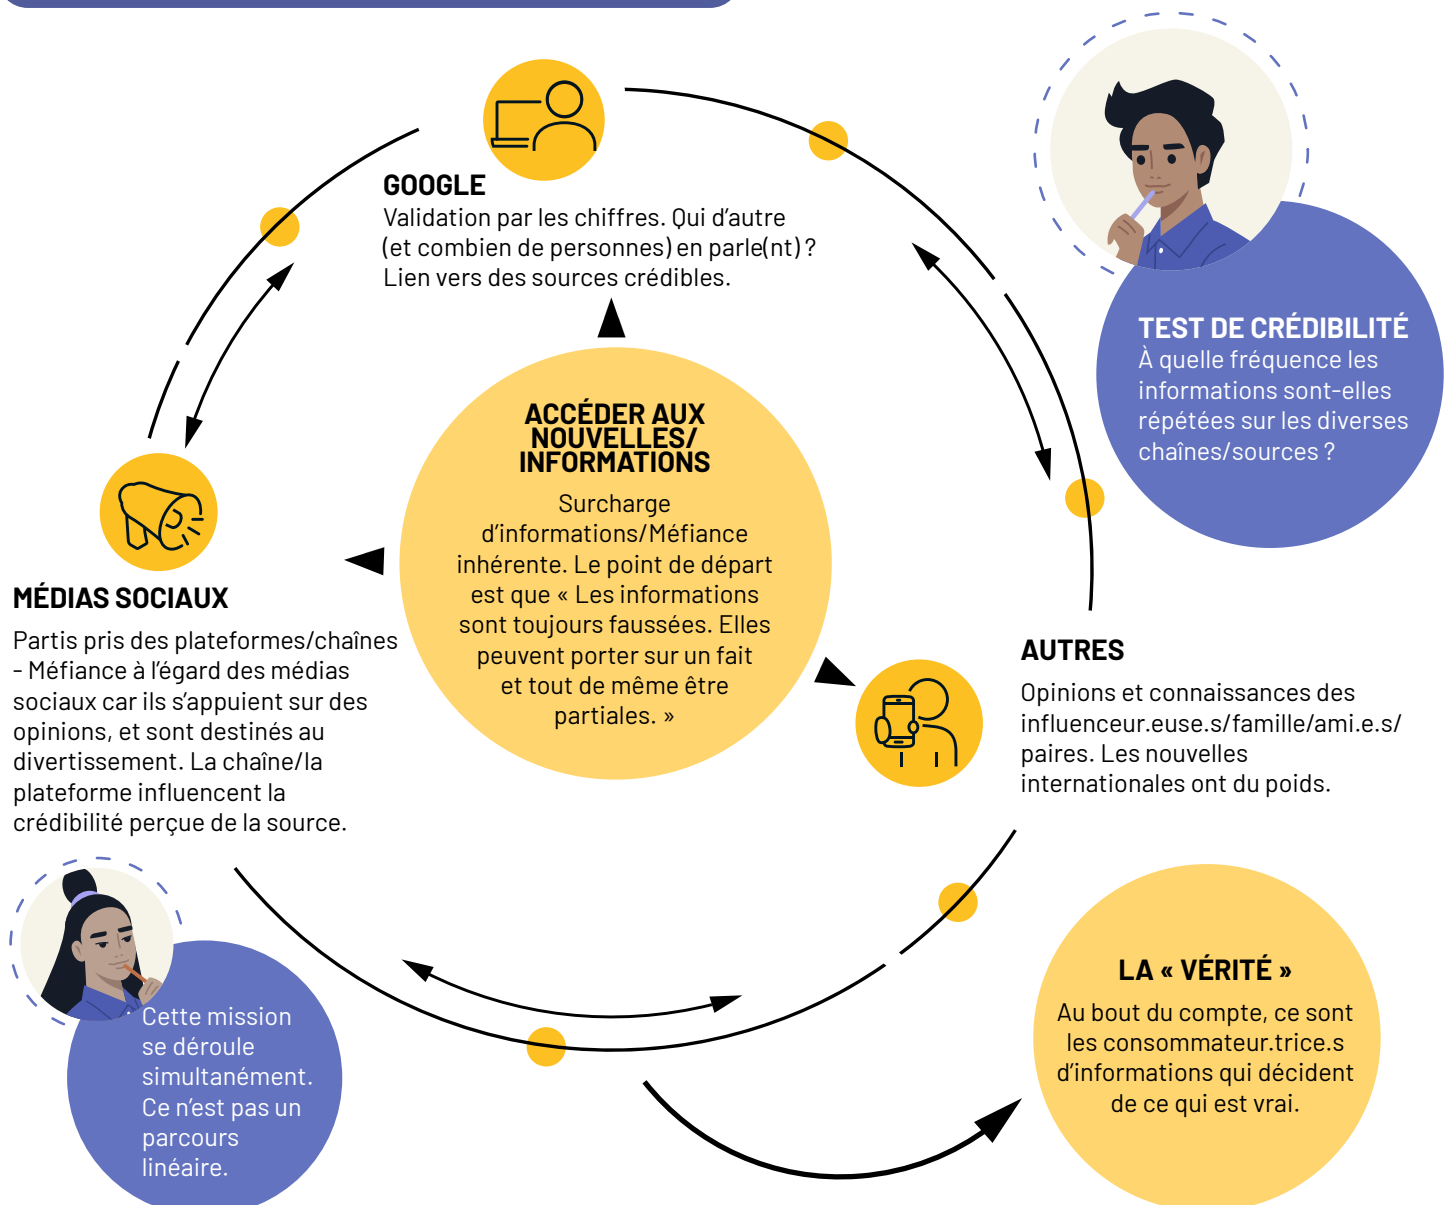 GOOGLE
Validation par les chiffres. Qui d’autre
(et combien de personnes) en parle(nt) ?
Lien vers des sources crédibles.
TEST DE CRÉDIBILITÉ
À quelle fréquence les
informations sont-elles
répétées sur les diverses
chaînes/sources ?
ACCÉDER AUX
NOUVELLES/
INFORMATIONS
Surcharge
d’informations/Méfiance
inhérente. Le point de départ
est que « Les informations
sont toujours faussées. Elles
peuvent porter sur un fait
et tout de même être
partiales. »
MÉDIAS SOCIAUX
Partis pris des plateformes/chaînes
- Méfiance à l’égard des médias
sociaux car ils s’appuient sur des
opinions, et sont destinés au
divertissement. La chaîne/la
plateforme influencent la
crédibilité perçue de la source.
AUTRES
Opinions et connaissances des
influenceur.euse.s/famille/ami.e.s/
paires. Les nouvelles
internationales ont du poids.
Cette mission
se déroule
simultanément.
Ce n’est pas un
parcours
linéaire.
LA « VÉRITÉ »
Au bout du compte, ce sont
les consommateur.trice.s
d’informations qui décident
de ce qui est vrai.